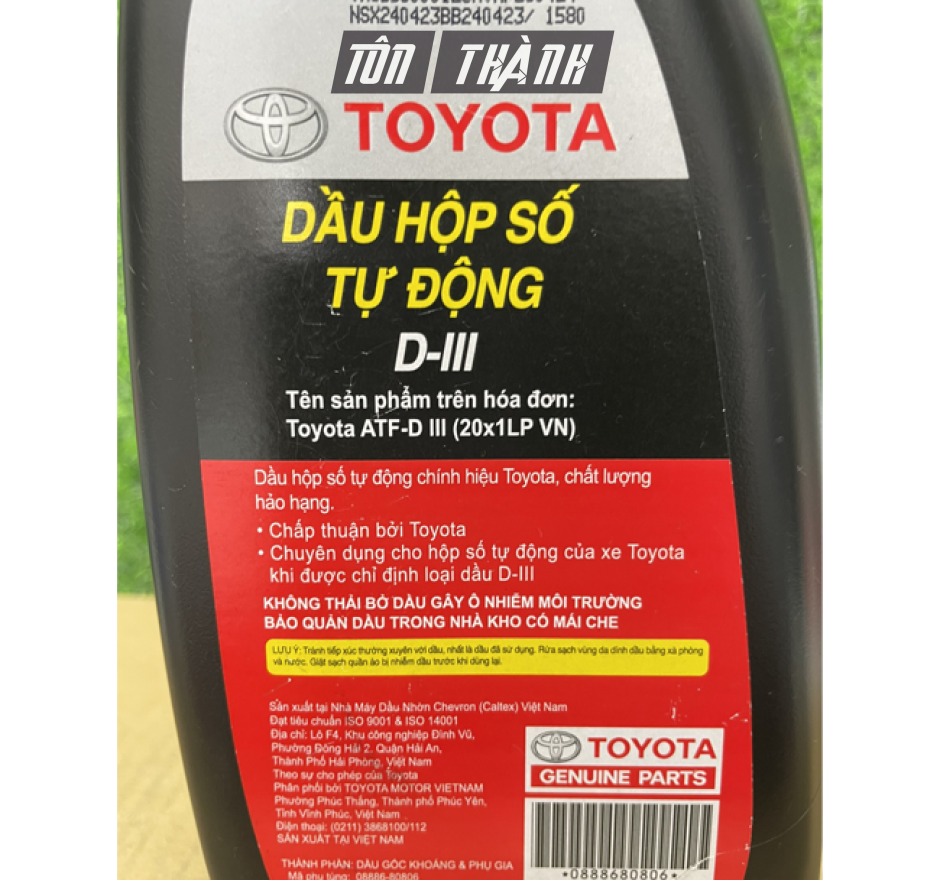 NSX240423BB240423/ 1580
TÔN THÀNH
TOYOTA
DẦU HỘP SỐ
TỰ ĐỘNG
D-III
Tên sản phẩm trên hóa đơn:
Toyota ATF-D III (20x1LP VN)
Dầu hộp số tự động chính hiệu Toyota, chất lượng
hảo hạng.
• Chấp thuận bởi Toyota
• Chuyên dụng cho hộp số tự động của xe Toyota
khi được chỉ định loại dầu D-III
KHÔNG THẢI BỎ DẦU GÂY Ô NHIỄM MÔI TRƯỜNG
BẢO QUẢN DẦU TRONG NHÀ KHO CÓ MÁI CHE
LƯU Ý: Tránh tiếp xúc thường xuyên với dầu, nhất là dầu đã sử dụng. Rửa sạch vùng da dính dầu bằng xà phòng
và nước. Giặt sạch quần áo bị nhiễm dầu trước khi dùng lại.
Sản xuất tại Nhà Máy Dầu Nhờn Chevron (Caltex) Việt Nam
Đạt tiêu chuẩn ISO 9001 & ISO 14001
Địa chỉ: Lô F4, Khu công nghiệp Đình Vũ,
Phường Đông Hải 2, Quận Hải An,
Thành Phố Hải Phòng, Việt Nam
Theo sự cho phép của Toyota
Phân phối bởi TOYOTA MOTOR VIETNAM
Phường Phúc Thắng, Thành phố Phúc Yên,
Tỉnh Vĩnh Phúc, Việt Nam
Điện thoại: (0211) 3868100/112
SẢN XUẤT TẠI VIỆT NAM
THÀNH PHẦN: DẦU GỐC KHOÁNG & PHỤ GIA
Mã phụ tùng: 08886-80806
TOYOTA
GENUINE PARTS
*0888680806*